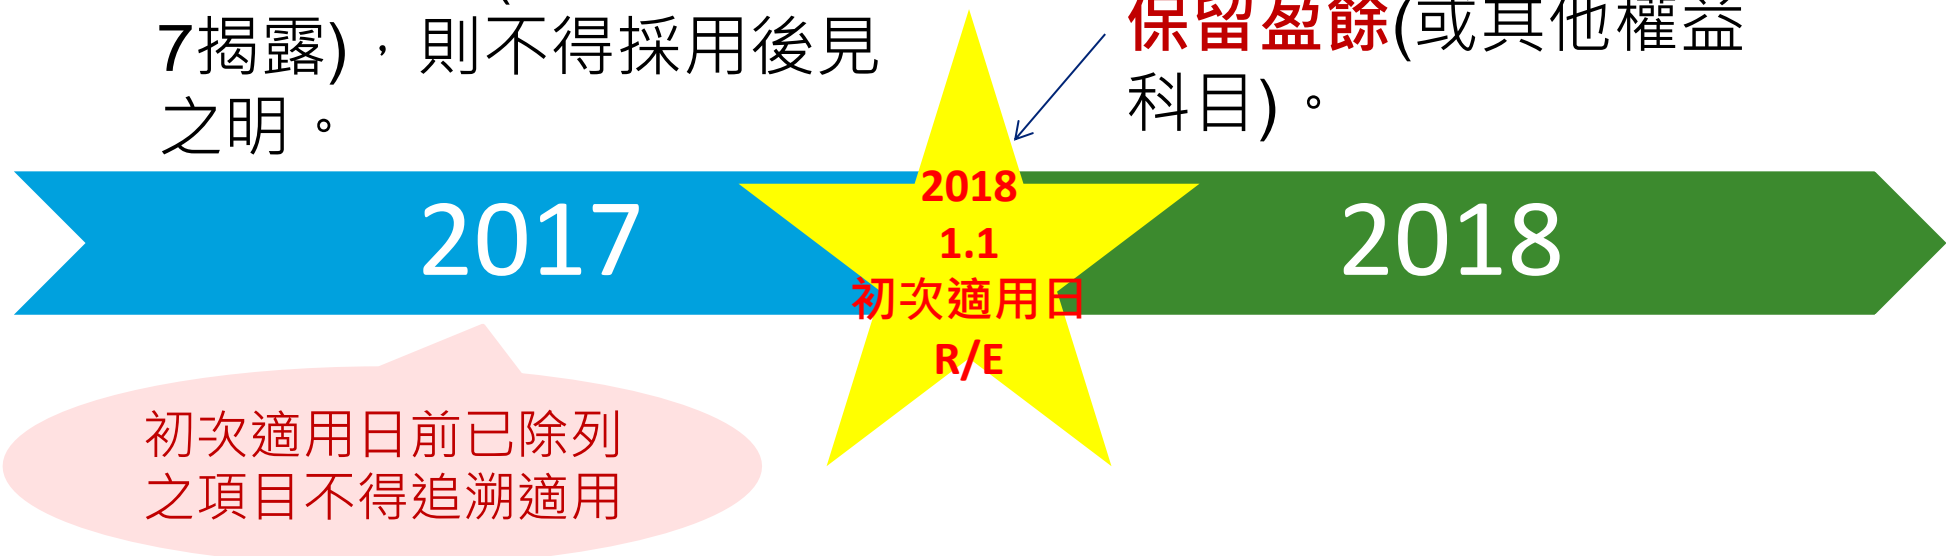 7揭露)，則不得採用後見
之明。
保留盈餘(或其他權益
科目)。
2017
2018
1.1
初次適用日
R/E
2018
初次適用日前已除列
之項目不得追溯適用